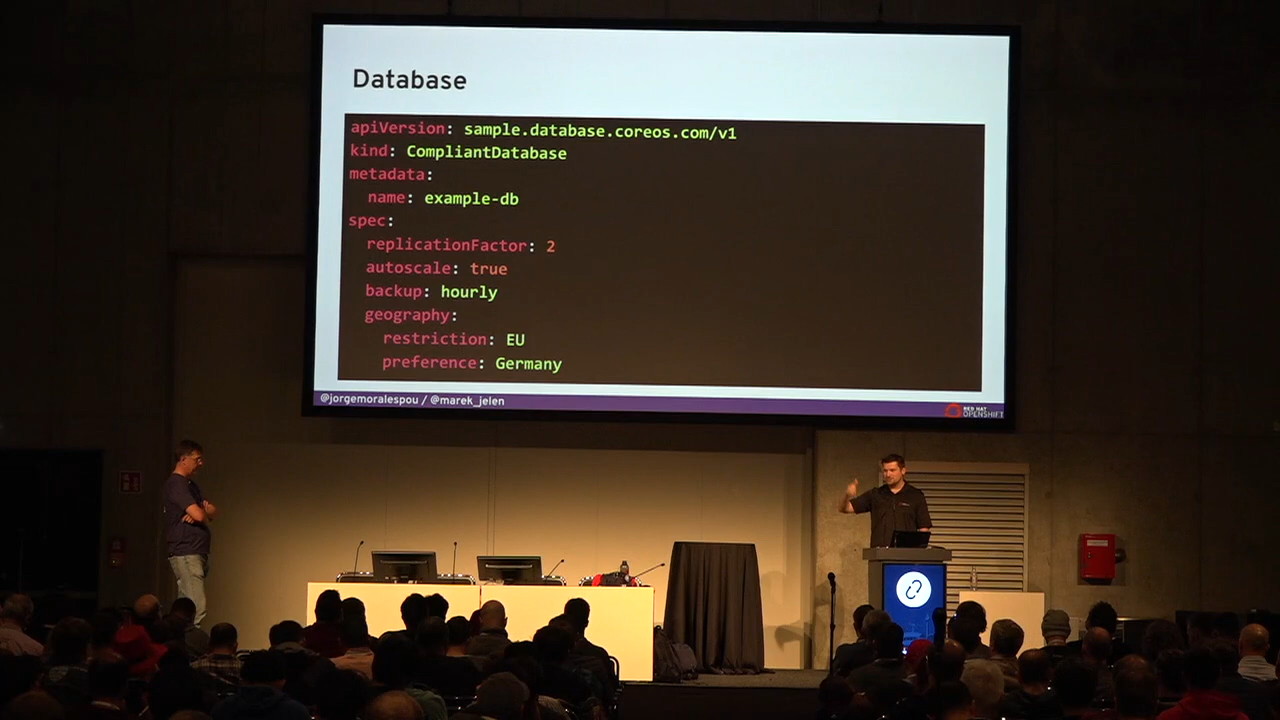 Database
apiVersion: sample.database.coreos.com/v1
kind: CompliantDatabase
metadata:
name: example-db
spec:
replicationFactor: 2
autoscale: true
backup: hourly
geography:
restriction: EU
preference: Germany
@jorgemoralespou / @marek_jelen
RED HAT
OPENSHIFT